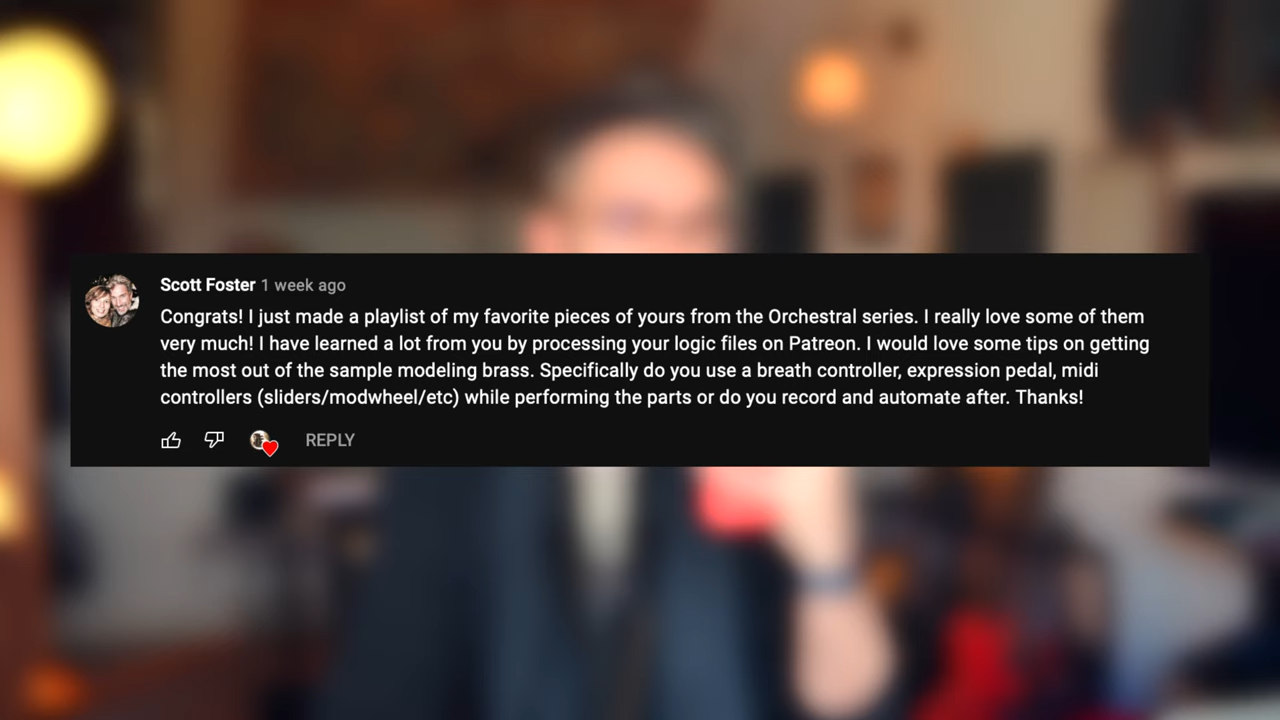 Scott Foster 1 week ago
Congrats! I just made a playlist of my favorite pieces of yours from the Orchestral series. I really love some of them
very much! I have learned a lot from you by processing your logic files on Patreon. I would love some tips on getting
the most out of the sample modeling brass. Specifically do you use a breath controller, expression pedal, midi
controllers (sliders/modwheel/etc) while performing the parts or do you record and automate after. Thanks!
REPLY